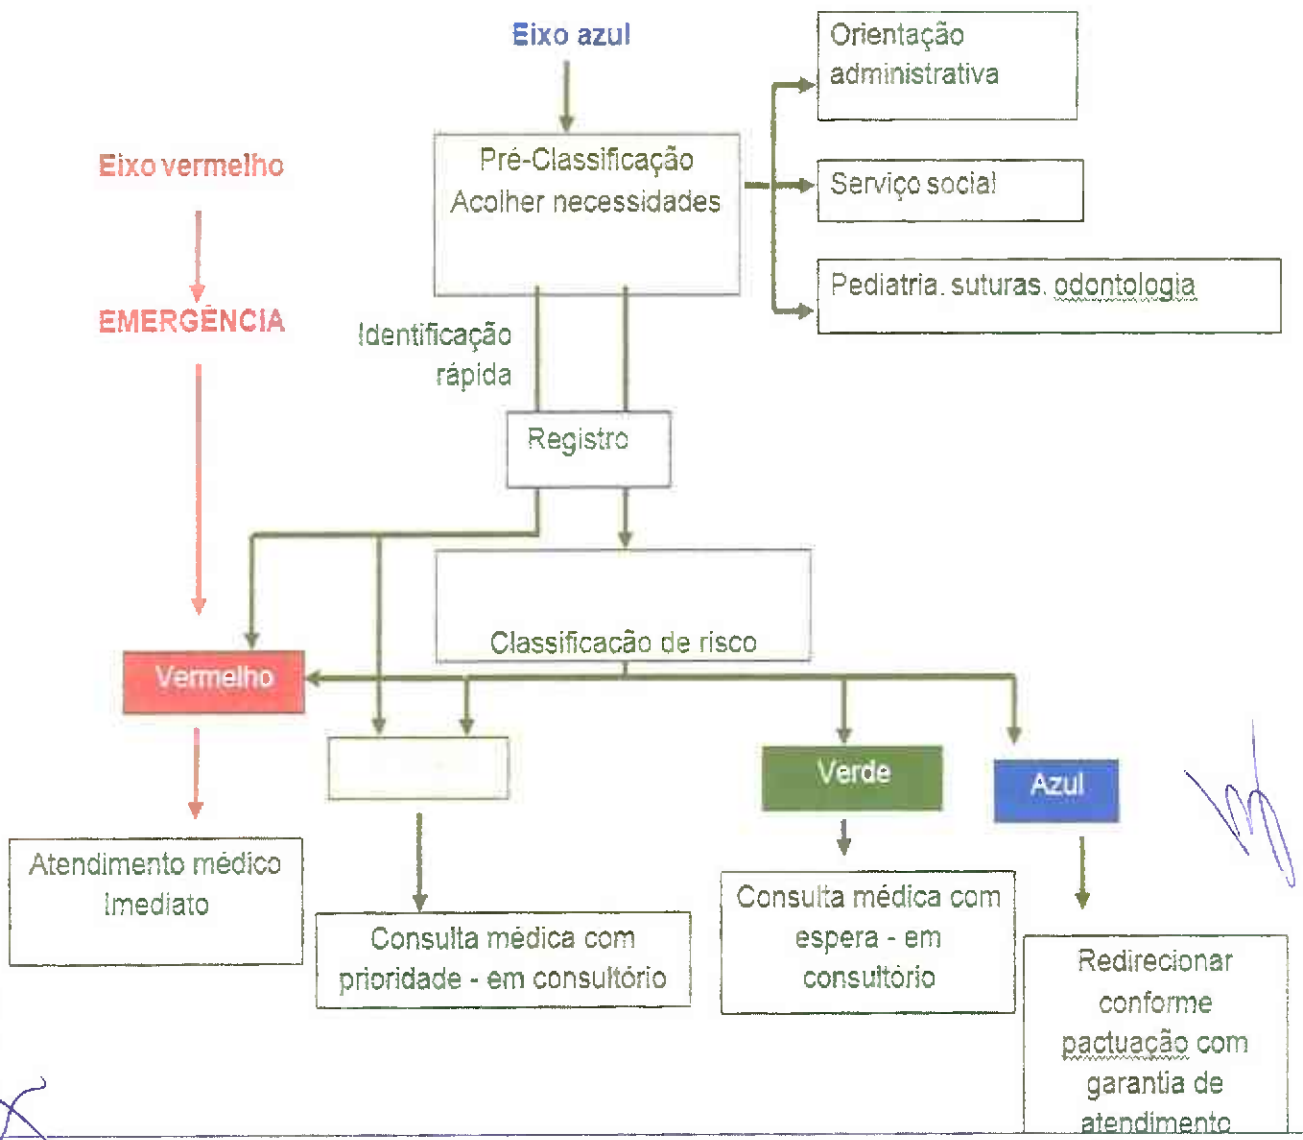 Eixo azul
Orientação
administrativa
Eixo vermelho
Pré-Classificação
Acolher necessidades
Serviço social
Pediatria. suturas. odontologia
EMERGÊNCIA
Identificação
rápida
Registro
Classificação de risco
Vermelho
Verde
Azul
Atendimento médico
Imediato
Consulta médica com
prioridade - em consultório
Consulta médica com
espera - em
consultório
Redirecionar
conforme
pactuação com
garantia de
atendimento